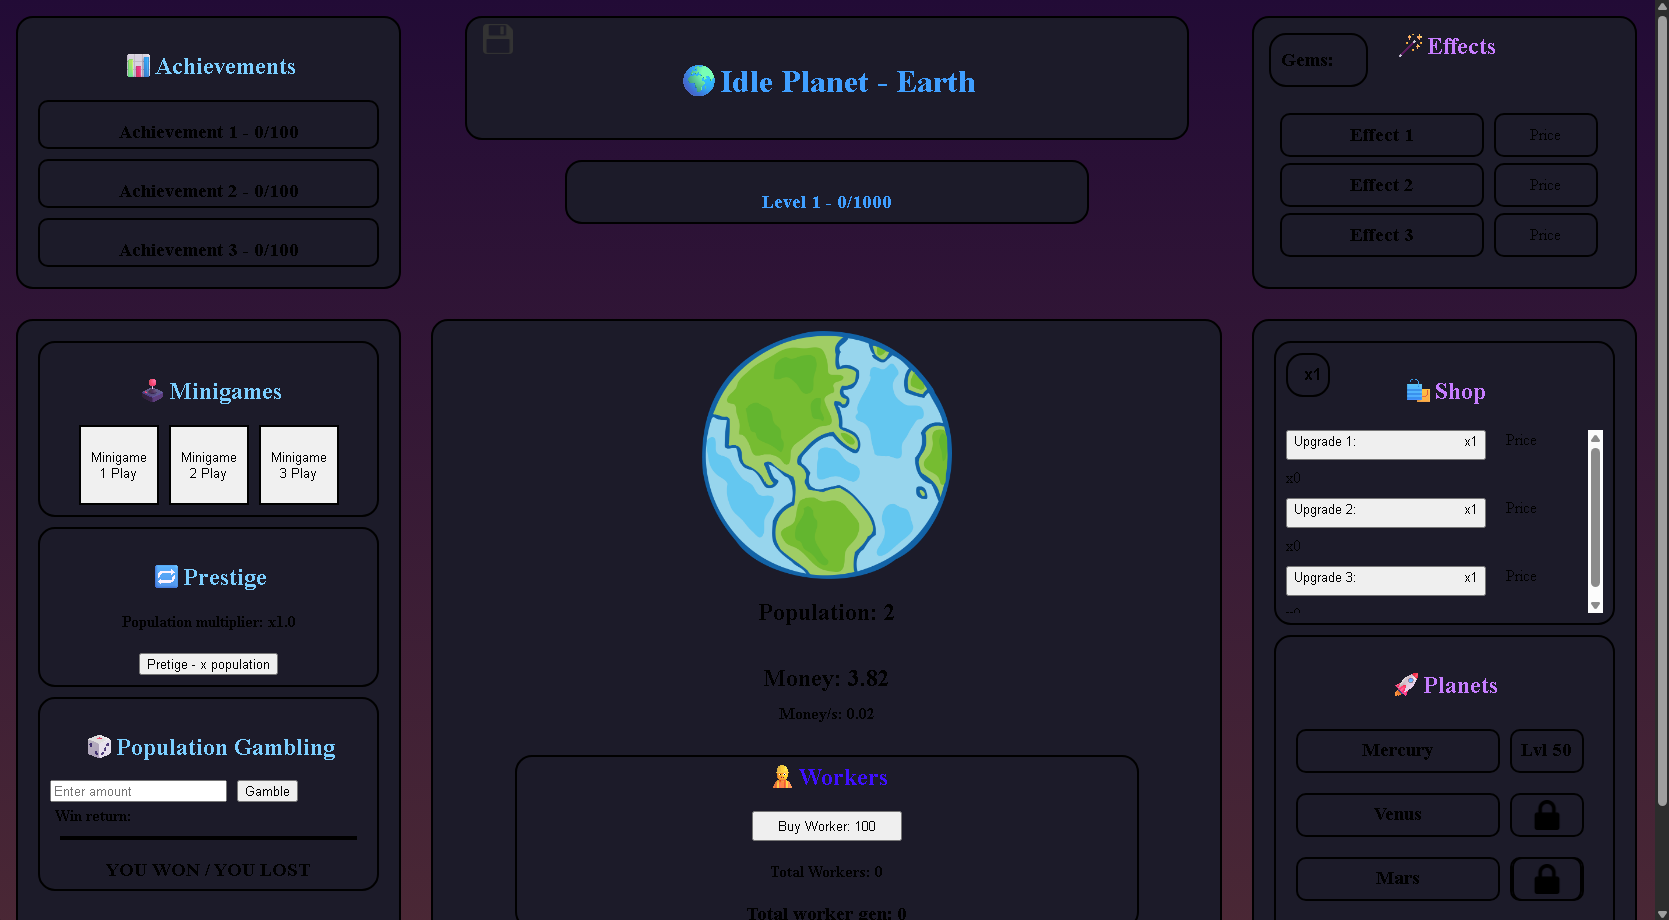 Achievements
Achievement 1 - 0/100
Achievement 2 - 0/100
Achievement 3 - 0/100
Idle Planet - Earth
Level 1 - 0/1000
Gems:
Effects
Effect 1 Price
Effect 2 Price
Effect 3 Price
Minigames
Minigame
1 Play
Minigame
2 Play
Minigame
3 Play
Prestige
Population multiplier: x1.0
Pretige - x population
Population Gambling
Enter amount Gamble
Win return:
YOU WON / YOU LOST
Population: 2
Money: 3.82
Money/s: 0.02
Workers
Buy Worker: 100
Total Workers: 0
Total worker gen: 0
x1
Shop
Upgrade 1: x1 Price
x0
Upgrade 2: x1 Price
x0
Upgrade 3: x1 Price
x0
Planets
Mercury Lvl 50
Venus
Mars